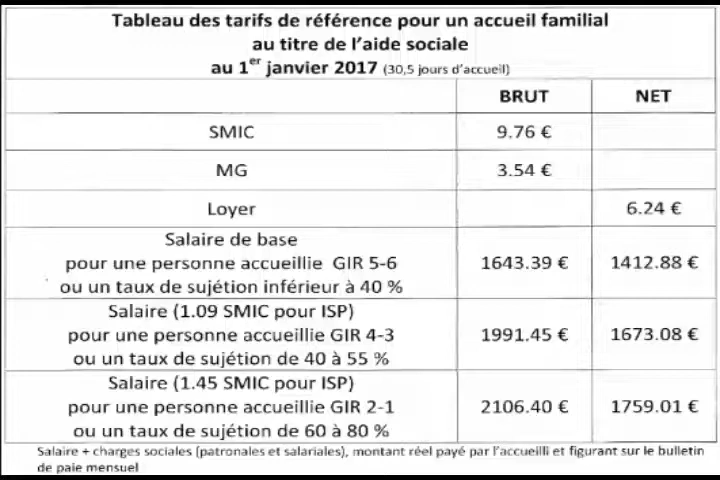 Tableau des tarifs de référence pour un accueil familial
au titre de l'aide sociale
au 1er janvier 2017 (30,5 jours d'accueil)
BRUT NET
SMIC 9.76 €
MG 3.54 €
Loyer 6.24 €
Salaire de base
pour une personne accueillie GIR 5-6 1643.39 € 1412.88 €
ou un taux de sujétion inférieur à 40 %
Salaire (1.09 SMIC pour ISP)
pour une personne accueillie GIR 4-3 1991.45 € 1673.08 €
ou un taux de sujétion de 40 à 55 %
Salaire (1.45 SMIC pour ISP)
pour une personne accueillie GIR 2-1 2106.40 € 1759.01 €
ou un taux de sujétion de 60 à 80 %
Salaire + charges sociales (patronales et salariales), montant réel payé par l'accueilli et figurant sur le bulletin
de paie mensuel